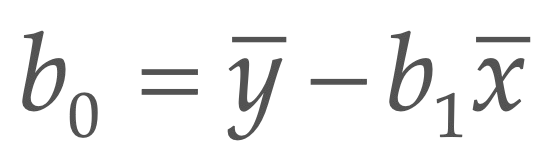 b₀ = y̅ − b₁x̅